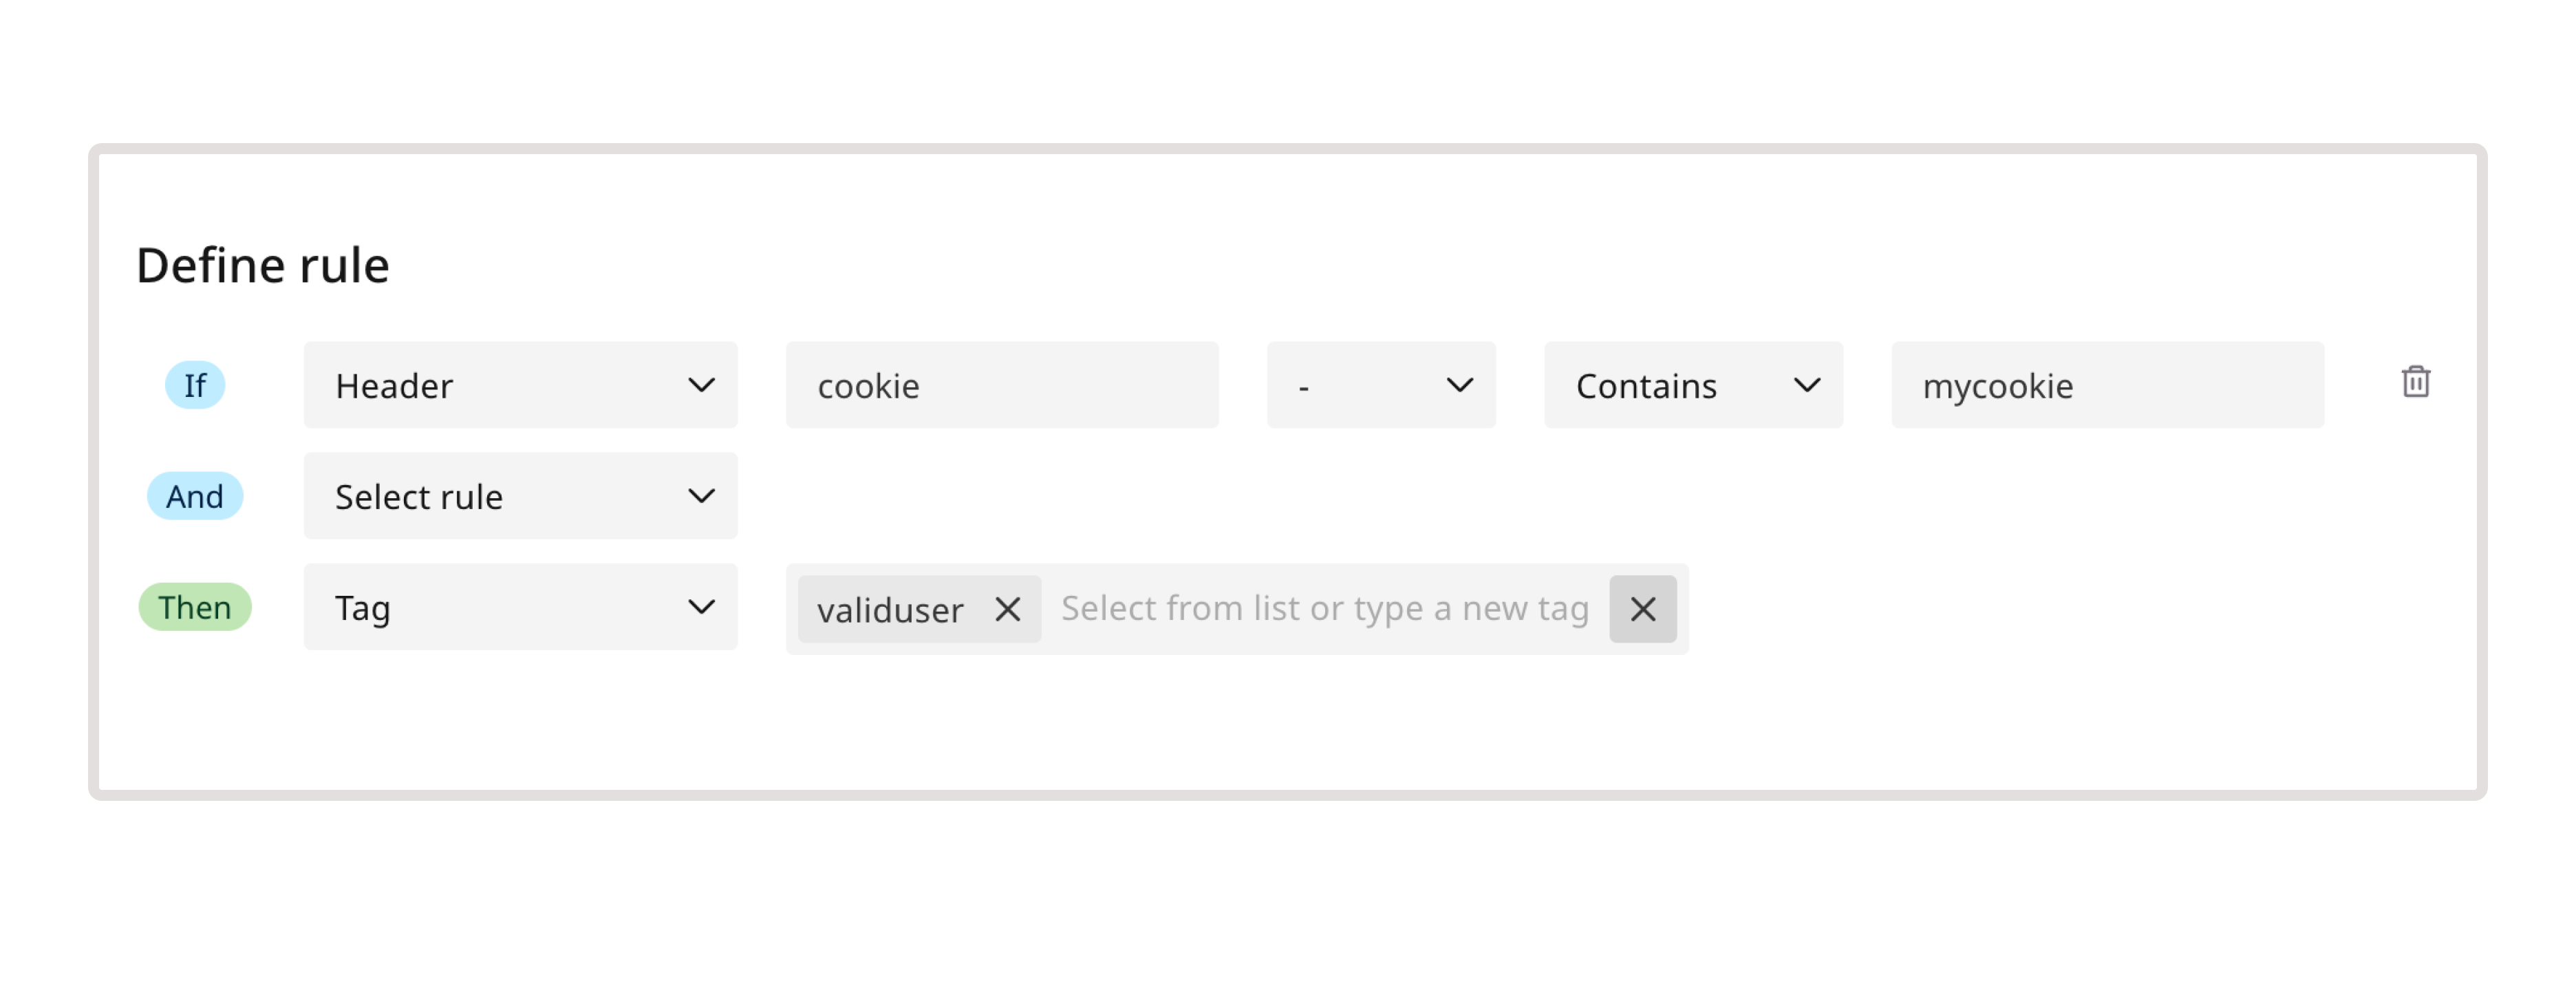 Define rule
If Header cookie - Contains mycookie
And Select rule
Then Tag validuser Select from list or type a new tag